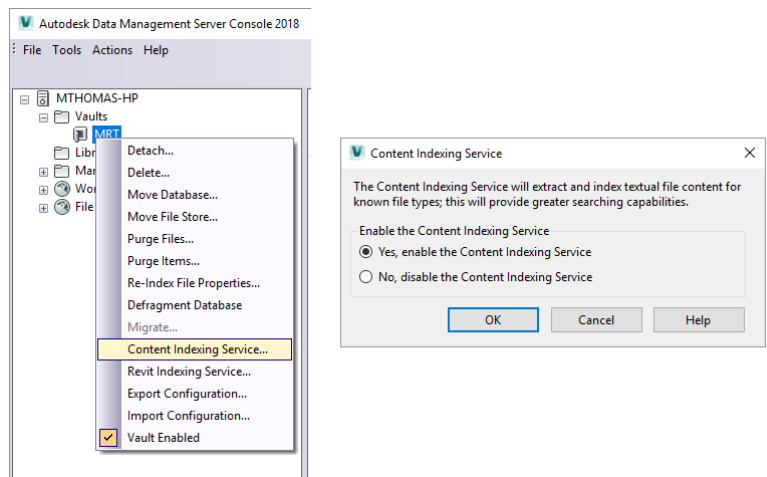 Autodesk Data Management Server Console 2018
File Tools Actions Help
MTHOMAS-HP
Vaults
MRT
Libr
Mar
Wor
File
Detach...
Delete...
Move Database...
Move File Store...
Purge Files...
Purge Items...
Re-Index File Properties...
Defragment Database
Migrate...
Content Indexing Service...
Revit Indexing Service...
Export Configuration...
Import Configuration...
Vault Enabled
Content Indexing Service
The Content Indexing Service will extract and index textual file content for
known file types; this will provide greater searching capabilities.
Enable the Content Indexing Service
Yes, enable the Content Indexing Service
No, disable the Content Indexing Service
OK Cancel Help